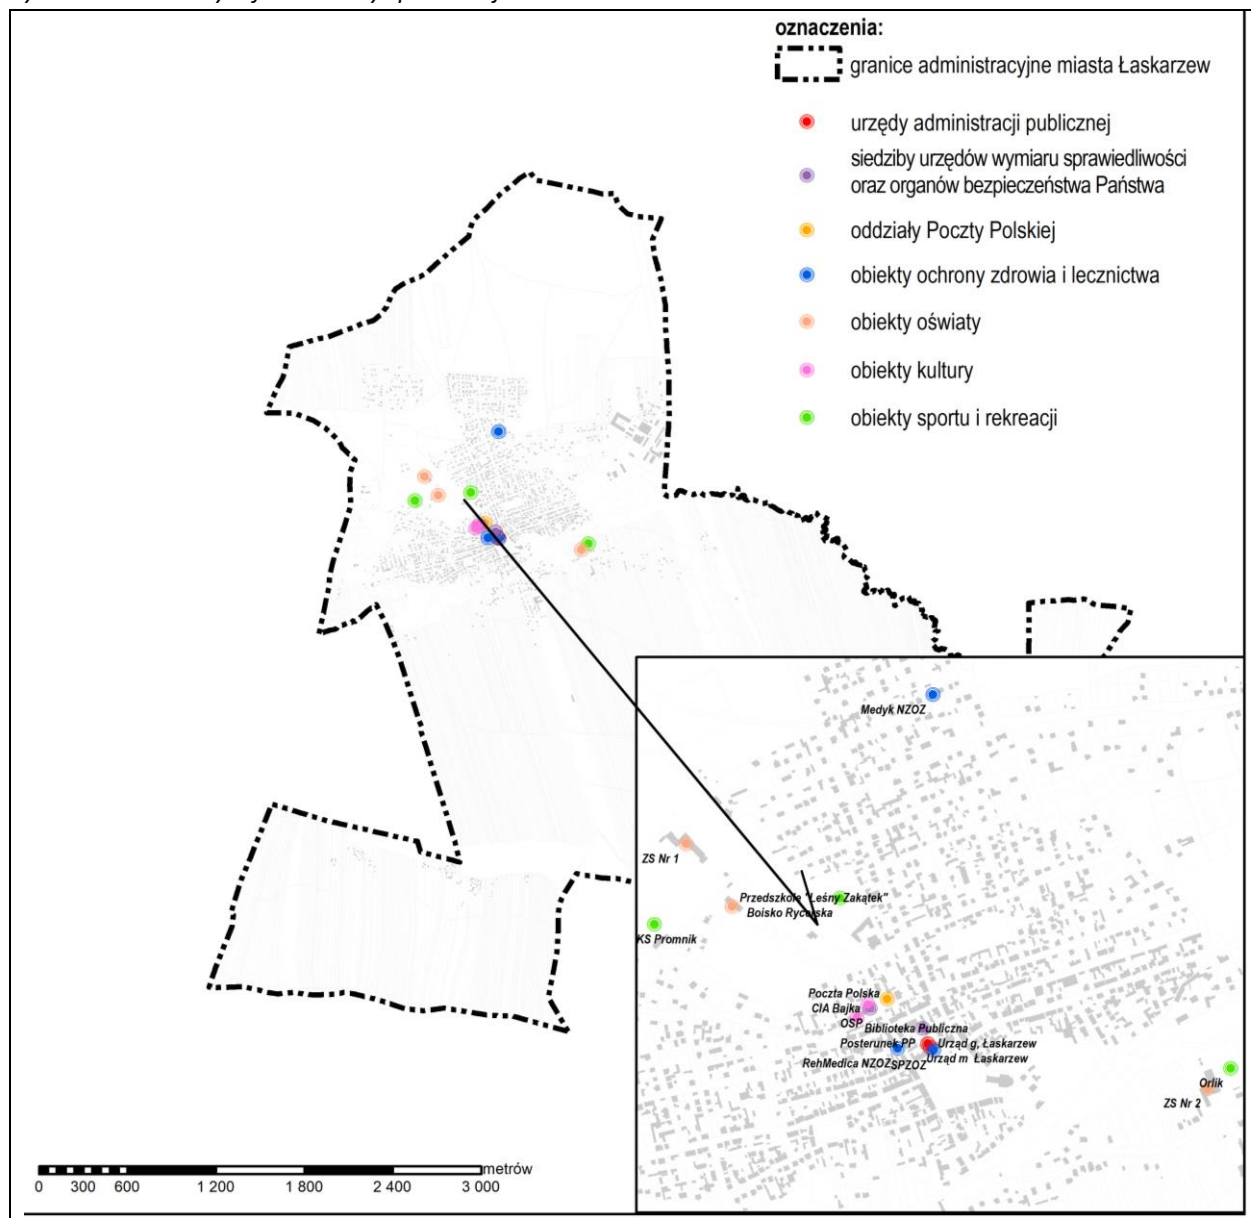 oznaczenia:
granice administracyjne miasta Łaskarzew
urzędy administracji publicznej
siedziby urzędów wymiaru sprawiedliwości
oraz organów bezpieczeństwa Państwa
oddziały Poczty Polskiej
obiekty ochrony zdrowia i lecznictwa
obiekty oświaty
obiekty kultury
obiekty sportu i rekreacji
Medyk NZOZ
ZS Nr 1
Przedszkole "Leśny Zakątek"
Boisko Rycerska
KS Promnik
Poczta Polska
CIA Bajka
OSP
Biblioteka Publiczna
Posterunek PP
Urząd g, Łaskarzew
Urząd m Łaskarzew
RehMedica NZOZ
SPZOZ
Orlik
ZS Nr 2
metrów
0 300 600 1 200 1 800 2 400 3 000